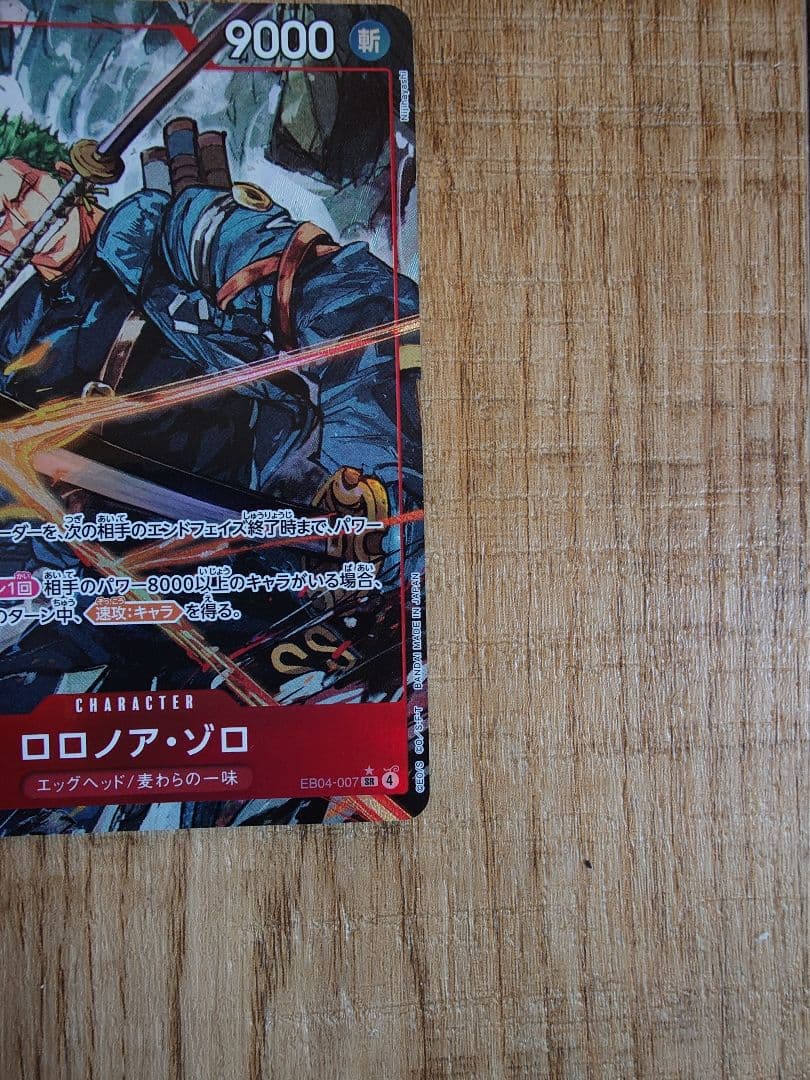 9000 斬
Nijihayashi
ーダーを、次の相手のエンドフェイズ終了時まで、パワー
ン1回 相手のパワー8000以上のキャラがいる場合、
のターン中、速攻:キャラを得る。
CHARACTER
ロロノア・ゾロ
エッグヘッド/麦わらの一味
EB04-007 SR 4
©EO/S ©O/S･F･T BANDAI MADE IN JAPAN